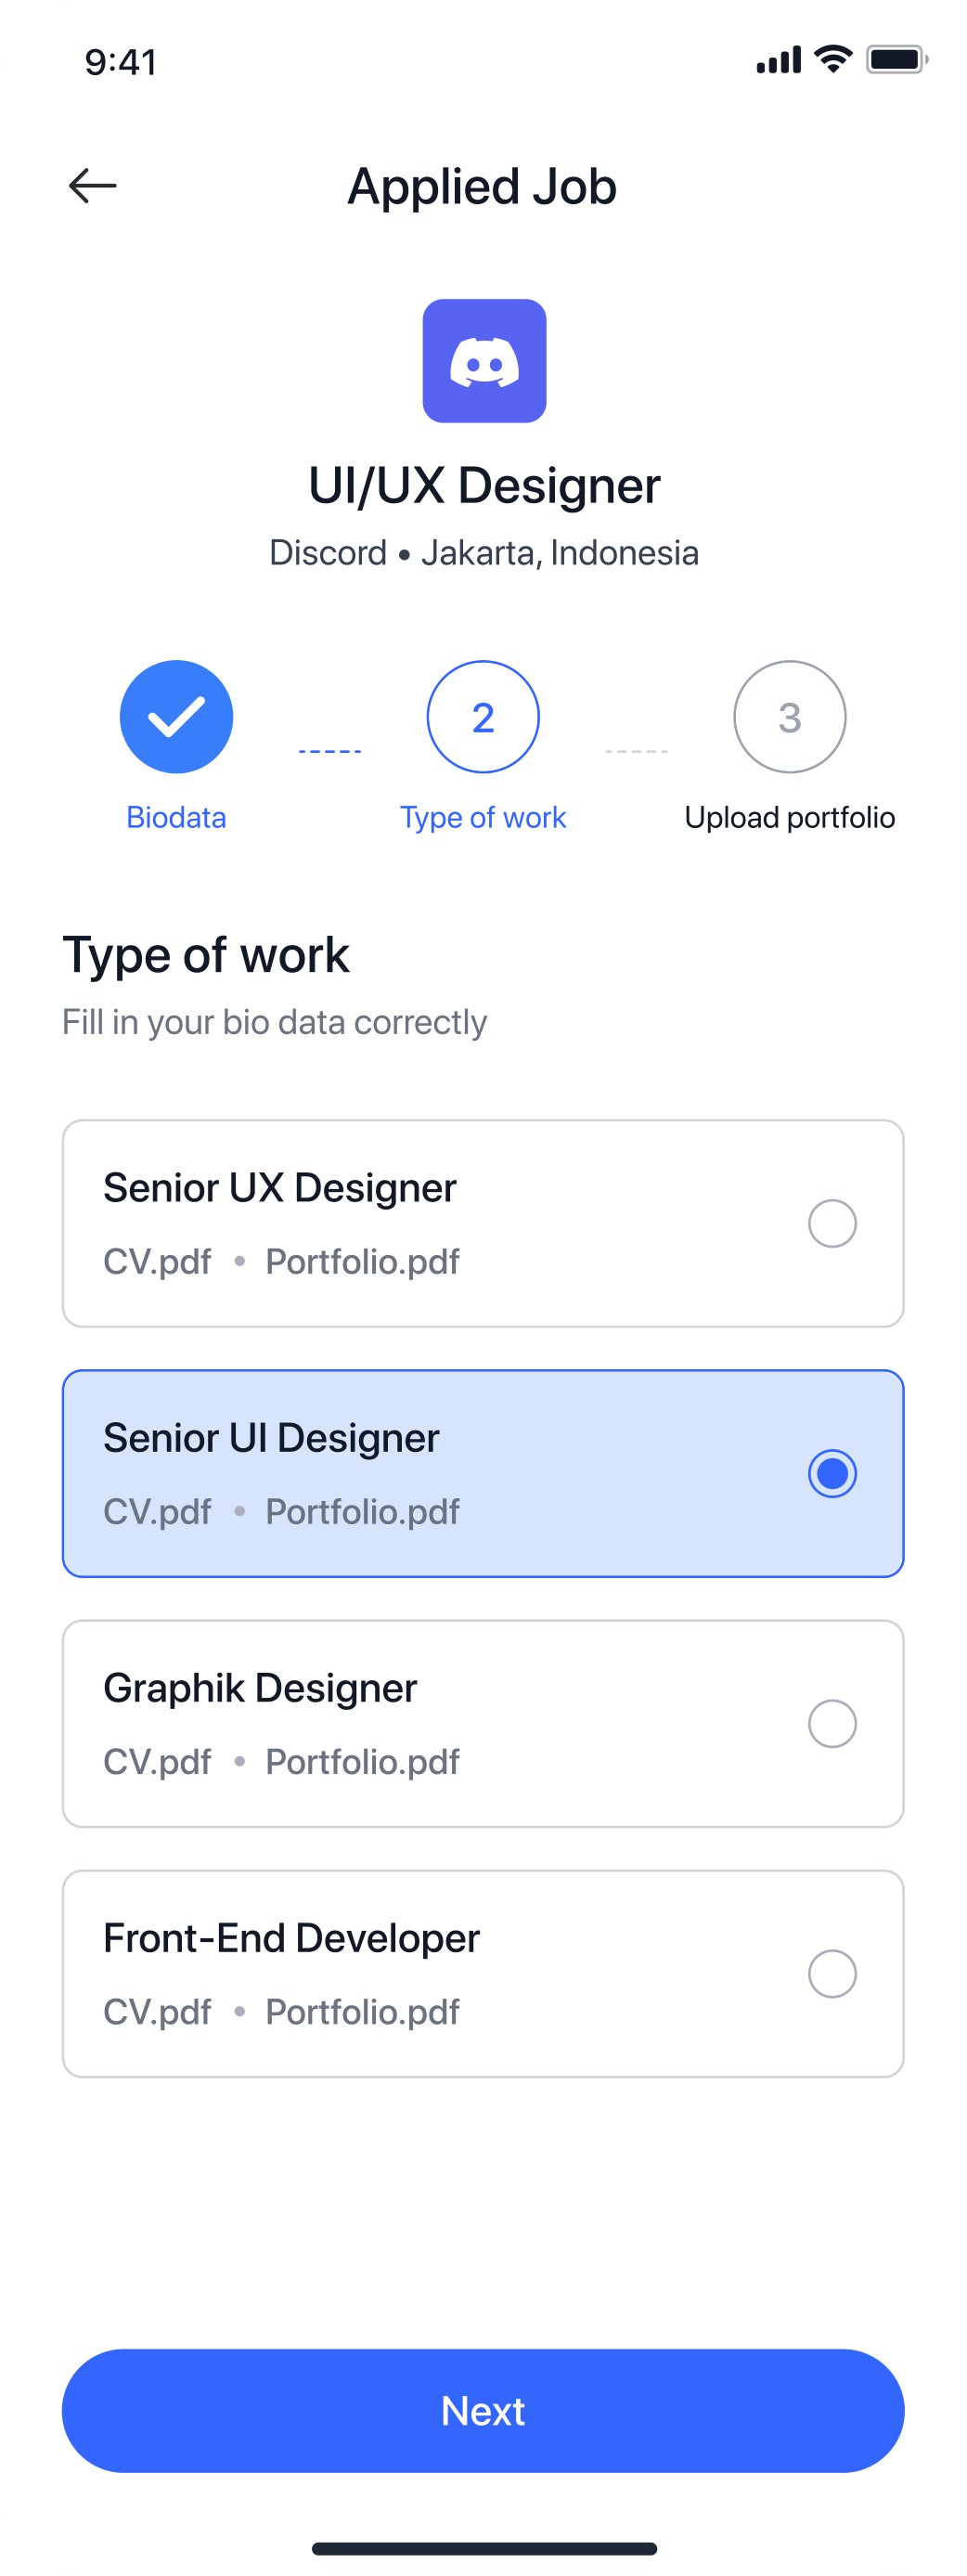 9:41
Applied Job
UI/UX Designer
Discord • Jakarta, Indonesia
2
3
Biodata
Type of work
Upload portfolio
Type of work
Fill in your bio data correctly
Senior UX Designer
CV.pdf • Portfolio.pdf
Senior UI Designer
CV.pdf • Portfolio.pdf
Graphik Designer
CV.pdf • Portfolio.pdf
Front-End Developer
CV.pdf • Portfolio.pdf
Next